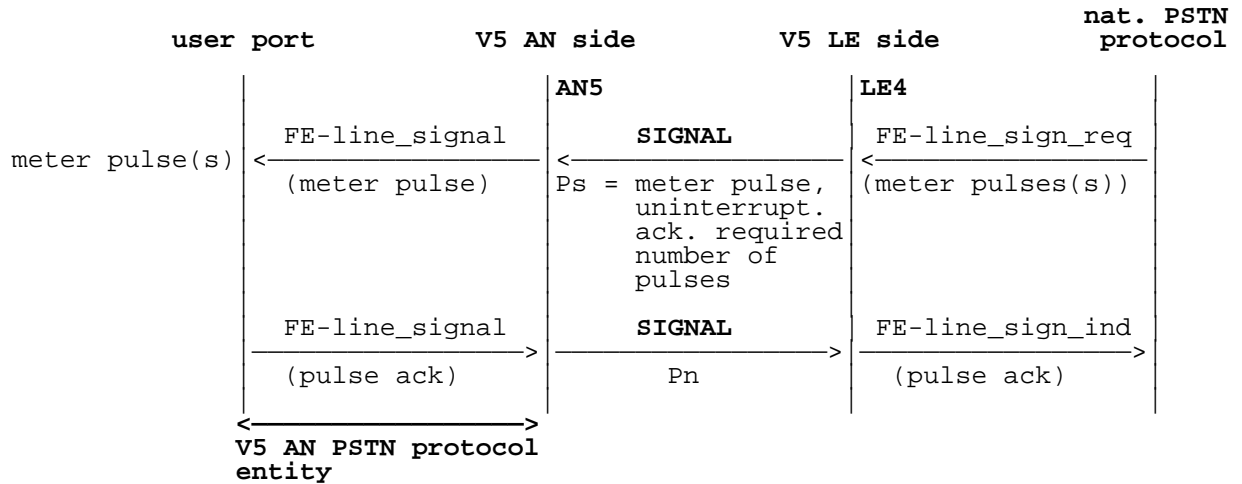 nat. PSTN
user port V5 AN side V5 LE side protocol
AN5 LE4
FE-line_signal SIGNAL FE-line_sign_req
meter pulse(s)
(meter pulse) Ps = meter pulse, (meter pulses(s))
uninterrupt.
ack. required
number of
pulses
FE-line_signal SIGNAL FE-line_sign_ind
(pulse ack) Pn (pulse ack)
V5 AN PSTN protocol
entity